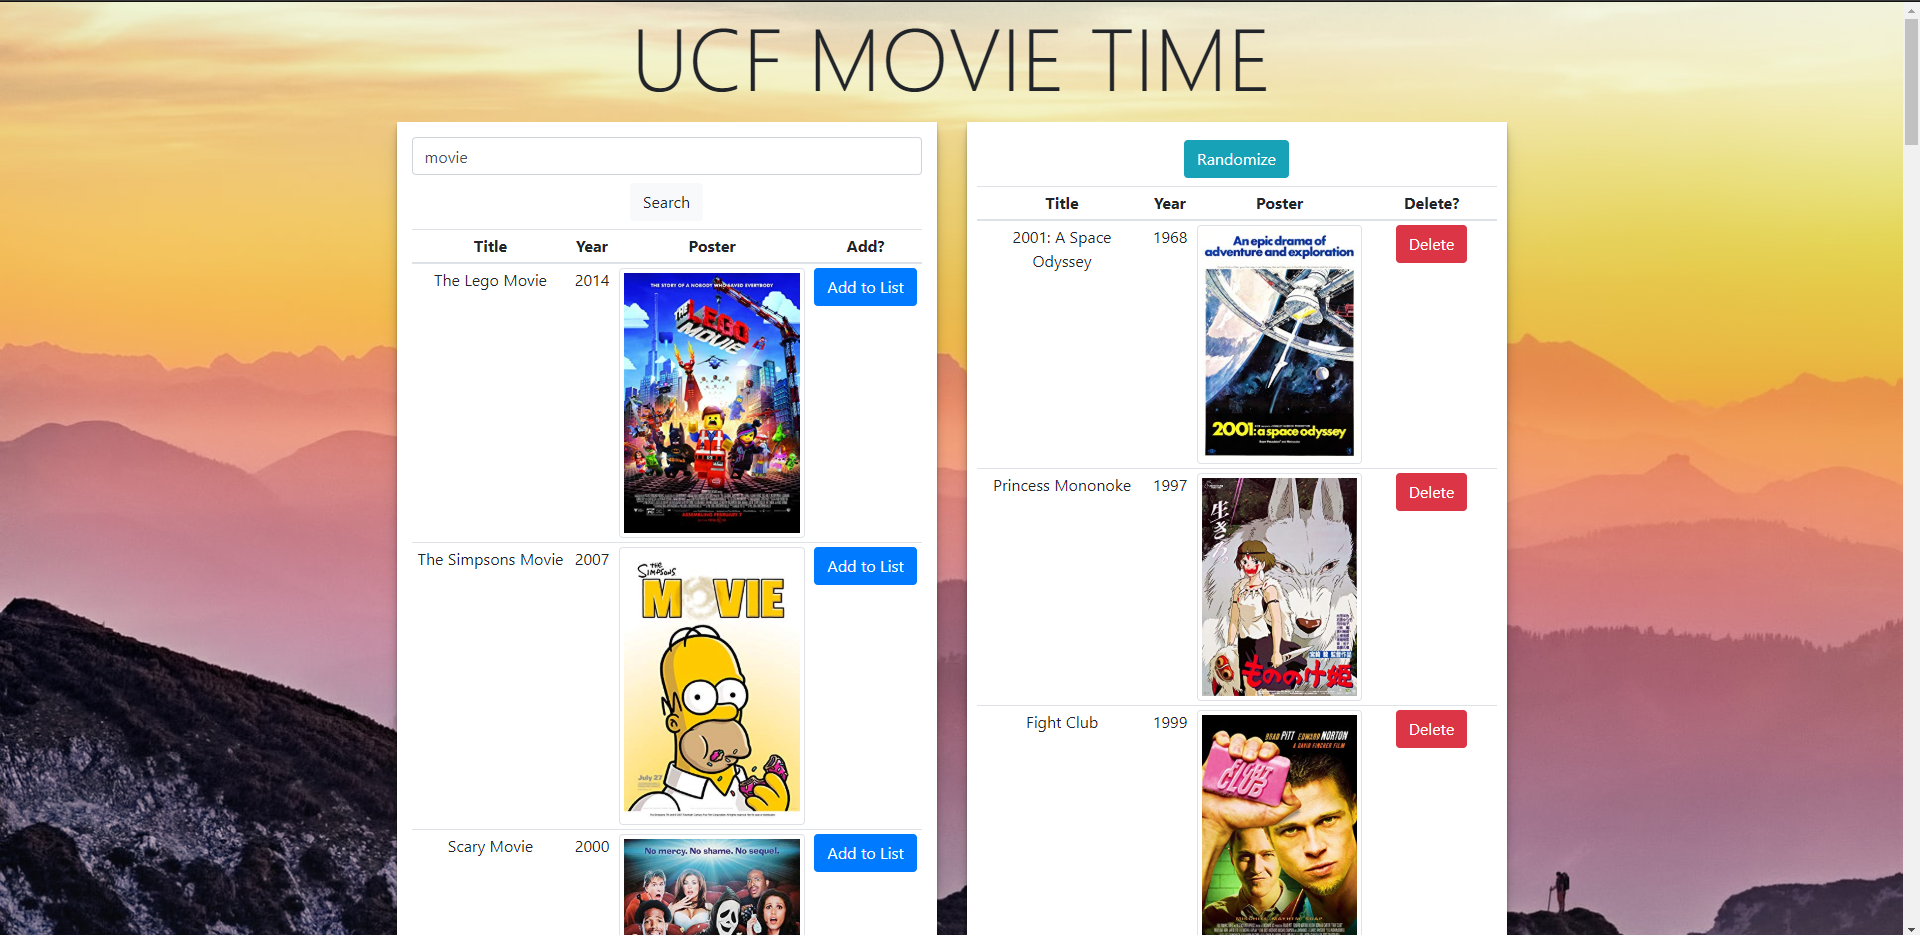 UCF MOVIE TIME
movie
Search
Title Year Poster Add?
The Lego Movie 2014 Add to List
THE STORY OF A NOBODY WHO SAVED EVERYBODY
THE
LEGO
MOVIE
The Simpsons Movie 2007 Add to List
THE
SIMPSONS
MOVIE
July 27
Scary Movie 2000 Add to List
No mercy. No shame. No sequel.
Randomize
Title Year Poster Delete?
2001: A Space
Odyssey
1968 Delete
An epic drama of
adventure and exploration
2001: a space odyssey
Princess Mononoke 1997 Delete
生きろ。
もののけ姫
Fight Club 1999 Delete
BRAD PITT EDWARD NORTON
A DAVID FINCHER FILM
FIGHT
CLUB
MISCHIEF. MAYHEM. SOAP.